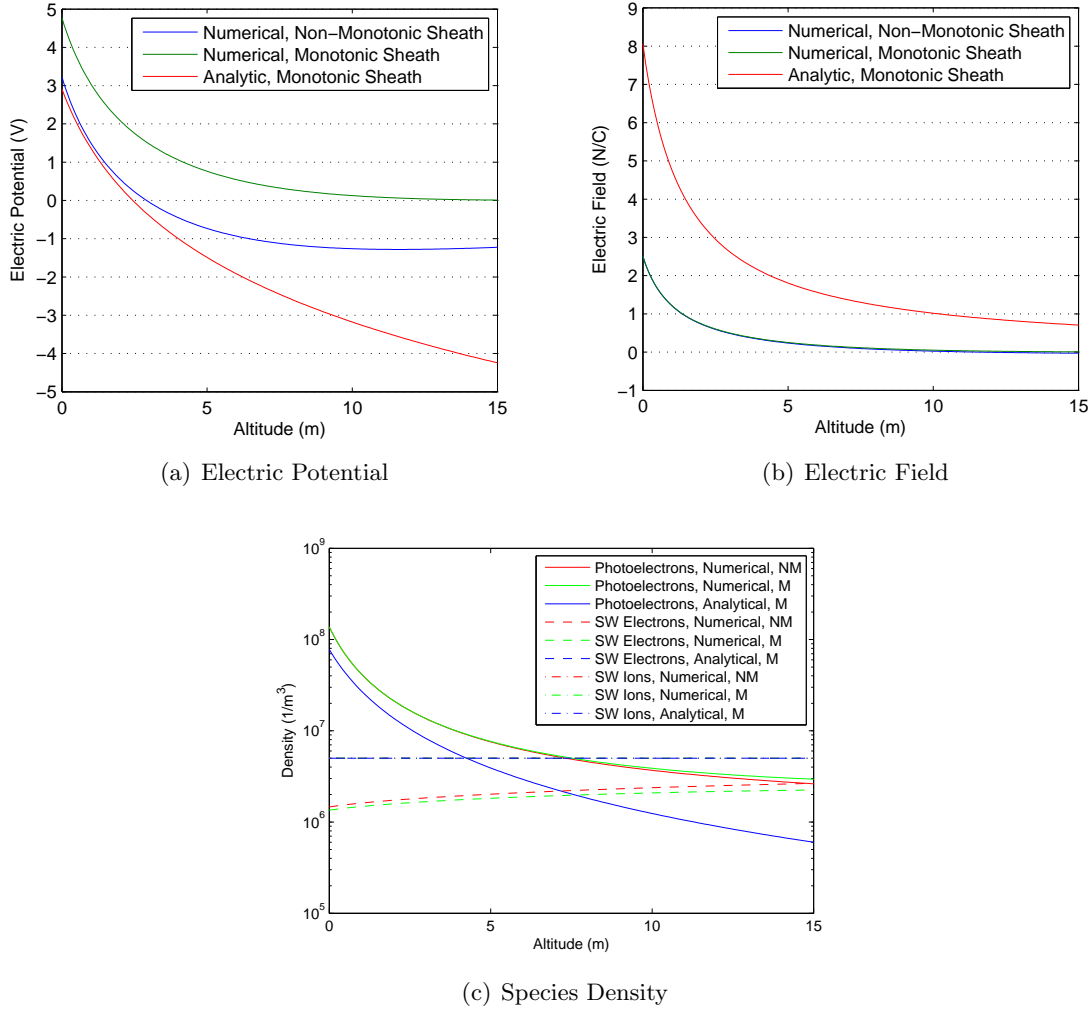 5
4
3
2
1
0
−1
−2
−3
−4
−5
0
5
10
15
Electric Potential (V)
Altitude (m)
Numerical, Non−Monotonic Sheath
Numerical, Monotonic Sheath
Analytic, Monotonic Sheath
(a) Electric Potential
9
8
7
6
5
4
3
2
1
0
−1
0
5
10
15
Electric Field (N/C)
Altitude (m)
Numerical, Non−Monotonic Sheath
Numerical, Monotonic Sheath
Analytic, Monotonic Sheath
(b) Electric Field
10^9
10^8
10^7
10^6
10^5
0
5
10
15
Density (1/m^3)
Altitude (m)
Photoelectrons, Numerical, NM
Photoelectrons, Numerical, M
Photoelectrons, Analytical, M
SW Electrons, Numerical, NM
SW Electrons, Numerical, M
SW Electrons, Analytical, M
SW Ions, Numerical, NM
SW Ions, Numerical, M
SW Ions, Analytical, M
(c) Species Density